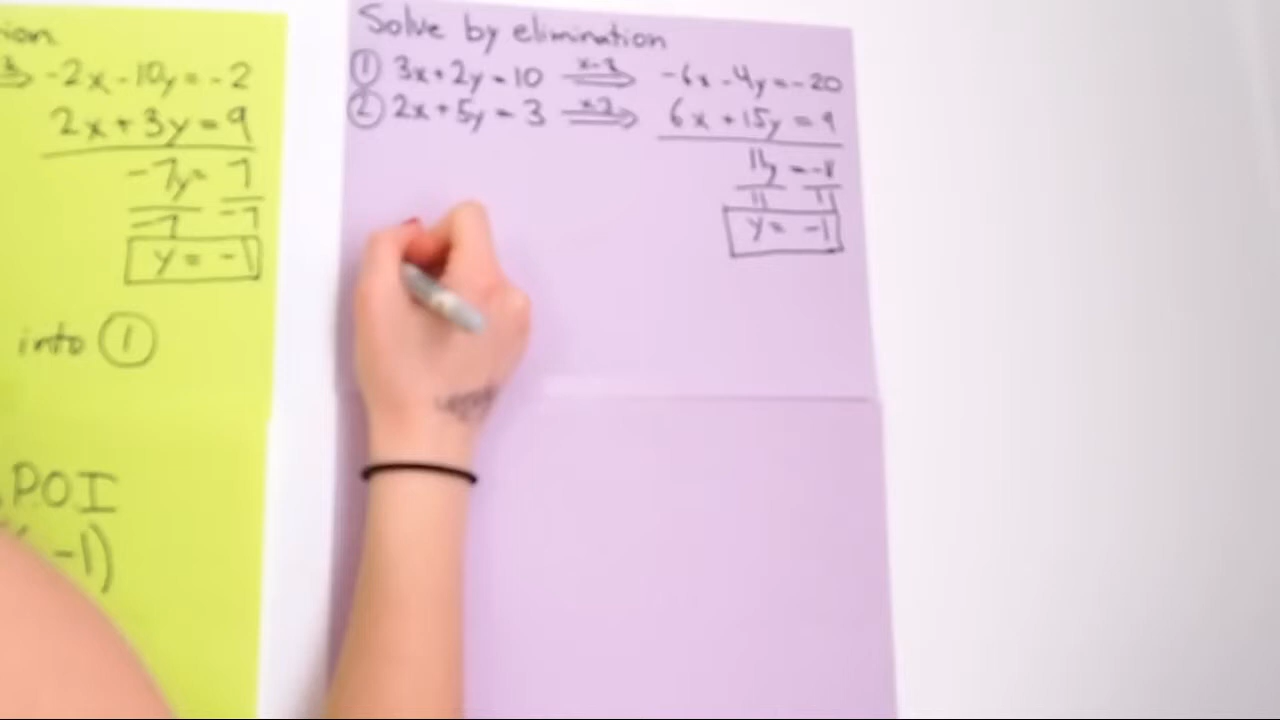 ion
-2x-10y=-2
2x+3y=9
-7y=7
-7 -7
y=-1
into ①
POI
-1)
Solve by elimination
① 3x+2y=10 ⟹ -6x-4y=-20
② 2x+5y=3 ⟹ 6x+15y=9
11y=-11
11 11
y=-1